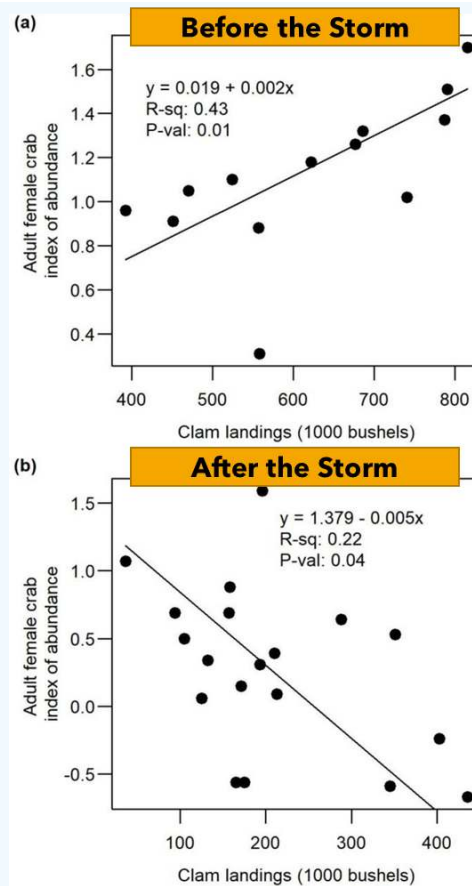 (a)
Before the Storm
y = 0.019 + 0.002x
R-sq: 0.43
P-val: 0.01
1.6
1.4
1.2
1.0
0.8
0.6
0.4
Adult female crab
index of abundance
400 500 600 700 800
Clam landings (1000 bushels)
(b)
After the Storm
y = 1.379 - 0.005x
R-sq: 0.22
P-val: 0.04
1.5
1.0
0.5
0.0
-0.5
Adult female crab
index of abundance
100 200 300 400
Clam landings (1000 bushels)